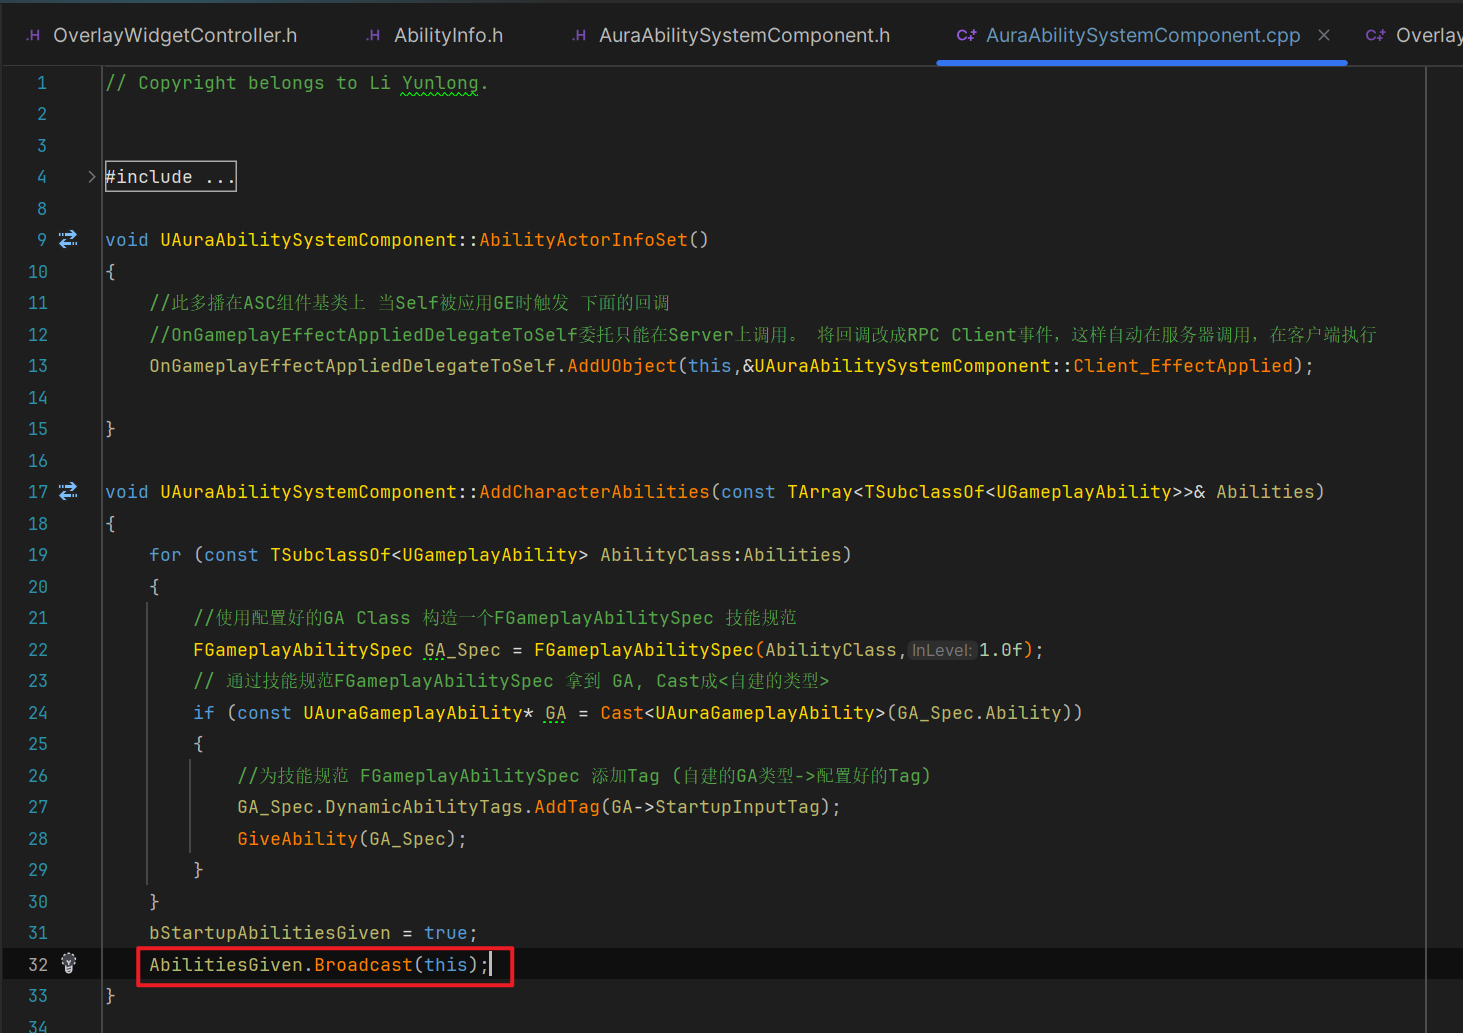 .H OverlayWidgetController.h .H AbilityInfo.h .H AuraAbilitySystemComponent.h C++ AuraAbilitySystemComponent.cpp × C++ Overlay
1 // Copyright belongs to Li Yunlong.
2
3
4 #include ...
8
9 void UAuraAbilitySystemComponent::AbilityActorInfoSet()
10 {
11 //此多播在ASC组件基类上 当Self被应用GE时触发 下面的回调
12 //OnGameplayEffectAppliedDelegateToSelf委托只能在Server上调用。 将回调改成RPC Client事件，这样自动在服务器调用，在客户端执行
13 OnGameplayEffectAppliedDelegateToSelf.AddUObject(this,&UAuraAbilitySystemComponent::Client_EffectApplied);
14
15 }
16
17 void UAuraAbilitySystemComponent::AddCharacterAbilities(const TArray<TSubclassOf<UGameplayAbility>>& Abilities)
18 {
19 for (const TSubclassOf<UGameplayAbility> AbilityClass:Abilities)
20 {
21 //使用配置好的GA Class 构造一个FGameplayAbilitySpec 技能规范
22 FGameplayAbilitySpec GA_Spec = FGameplayAbilitySpec(AbilityClass,InLevel:1.0f);
23 // 通过技能规范FGameplayAbilitySpec 拿到 GA, Cast成<自建的类型>
24 if (const UAuraGameplayAbility* GA = Cast<UAuraGameplayAbility>(GA_Spec.Ability))
25 {
26 //为技能规范 FGameplayAbilitySpec 添加Tag (自建的GA类型->配置好的Tag)
27 GA_Spec.DynamicAbilityTags.AddTag(GA->StartupInputTag);
28 GiveAbility(GA_Spec);
29 }
30 }
31 bStartupAbilitiesGiven = true;
32 AbilitiesGiven.Broadcast(this);
33 }
34